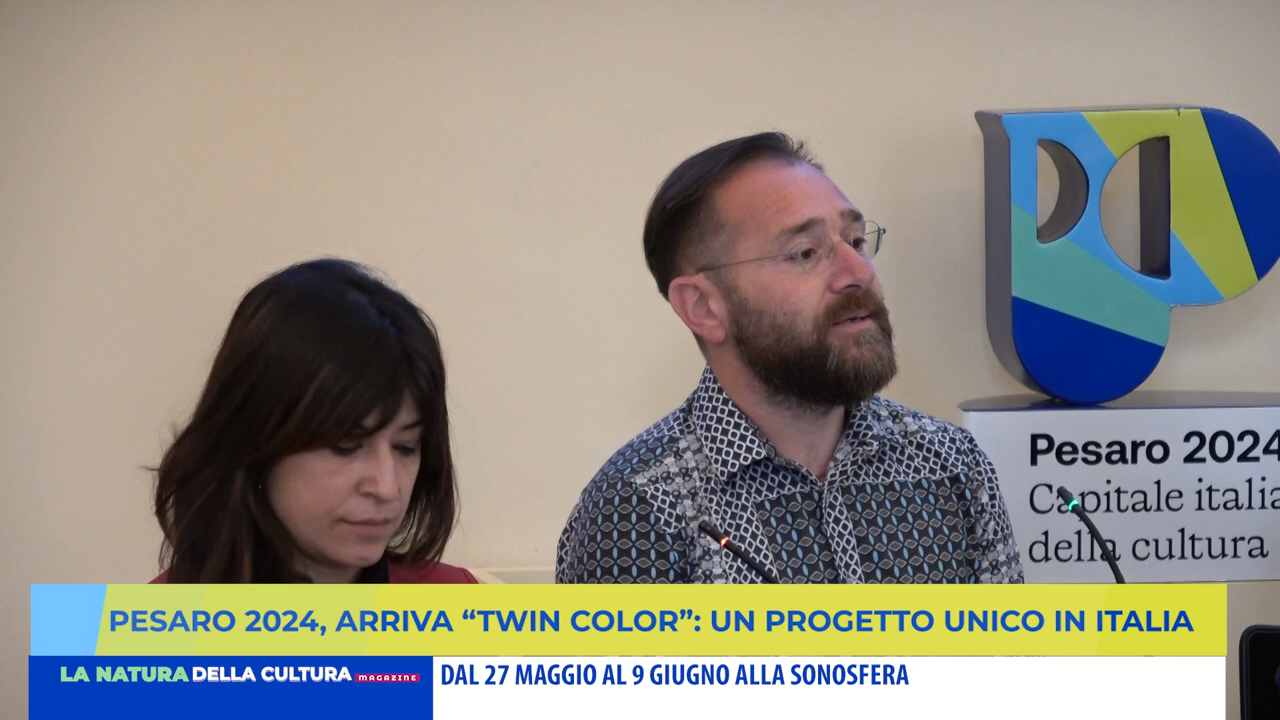 Pesaro 2024
Capitale italia
della cultura
PESARO 2024, ARRIVA “TWIN COLOR”: UN PROGETTO UNICO IN ITALIA
LA NATURA DELLA CULTURA MAGAZINE
DAL 27 MAGGIO AL 9 GIUGNO ALLA SONOSFERA